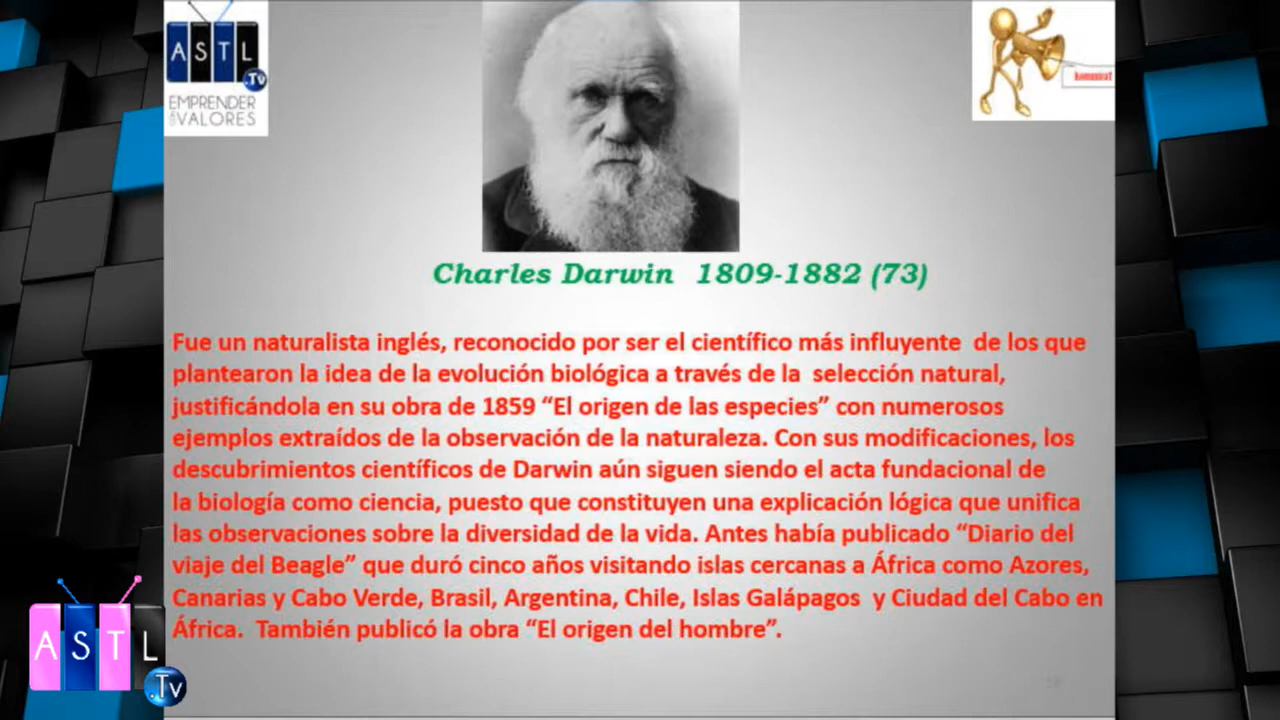 ASTL
.Tv
EMPRENDER
CON VALORES
Charles Darwin 1809-1882 (73)
Fue un naturalista inglés, reconocido por ser el científico más influyente de los que
plantearon la idea de la evolución biológica a través de la selección natural,
justificándola en su obra de 1859 “El origen de las especies” con numerosos
ejemplos extraídos de la observación de la naturaleza. Con sus modificaciones, los
descubrimientos científicos de Darwin aún siguen siendo el acta fundacional de
la biología como ciencia, puesto que constituyen una explicación lógica que unifica
las observaciones sobre la diversidad de la vida. Antes había publicado “Diario del
viaje del Beagle” que duró cinco años visitando islas cercanas a África como Azores,
Canarias y Cabo Verde, Brasil, Argentina, Chile, Islas Galápagos y Ciudad del Cabo en
África. También publicó la obra “El origen del hombre”.
ASTL
.Tv